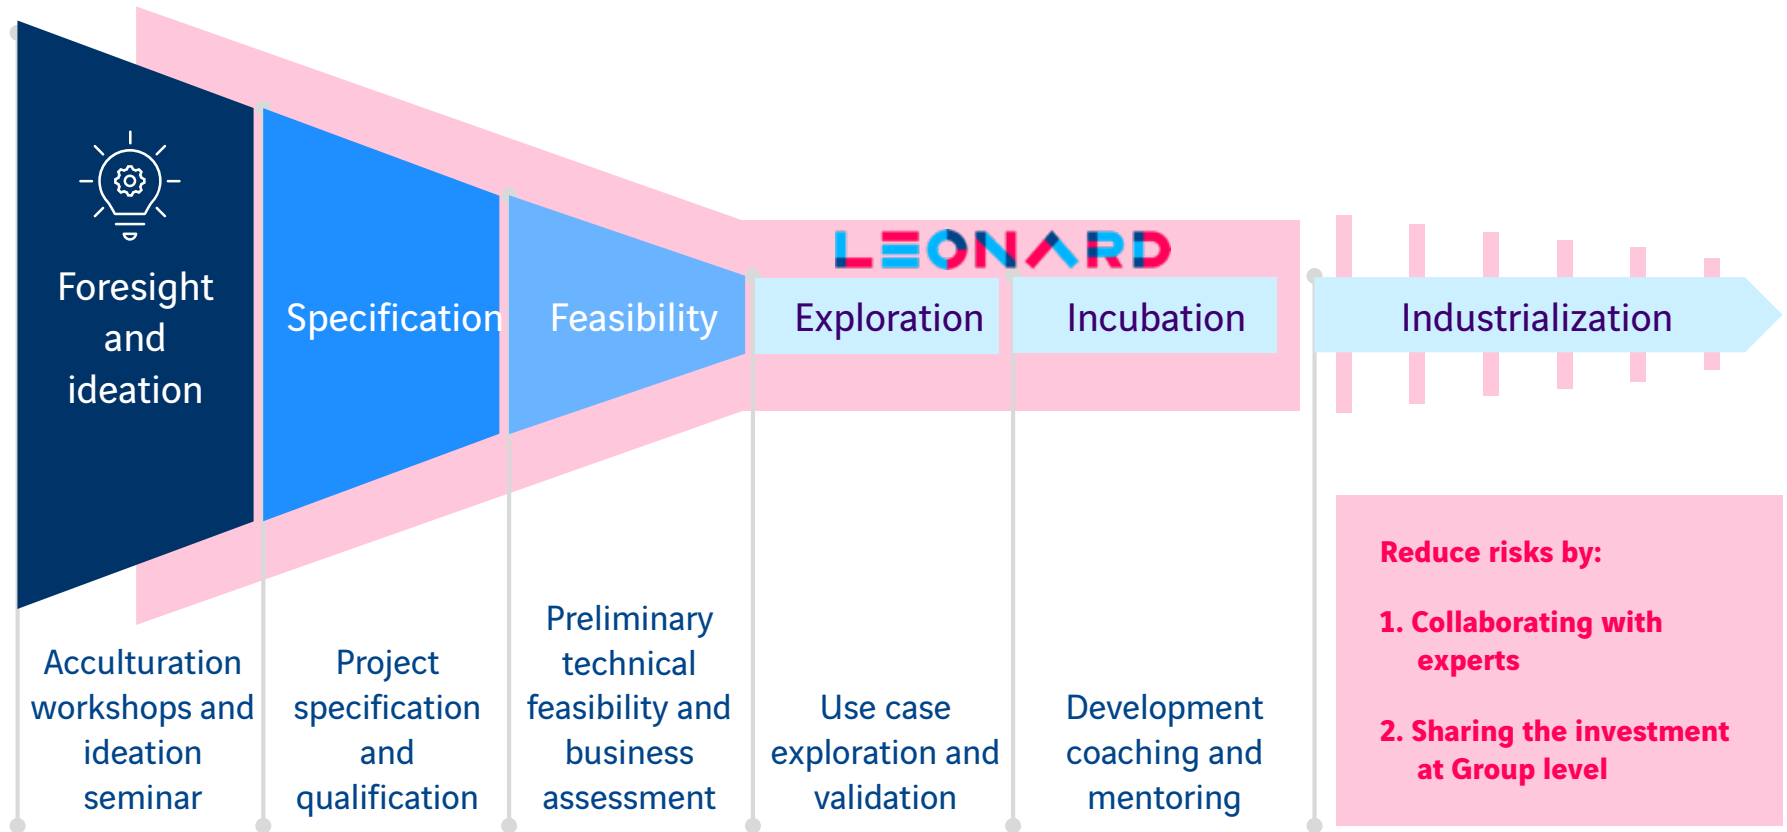 LEONARD
Foresight
and
ideation
Specification
Feasibility
Exploration
Incubation
Industrialization
Acculturation
workshops and
ideation
seminar
Project
specification
and
qualification
Preliminary
technical
feasibility and
business
assessment
Use case
exploration and
validation
Development
coaching and
mentoring
Reduce risks by:
1. Collaborating with
experts
2. Sharing the investment
at Group level